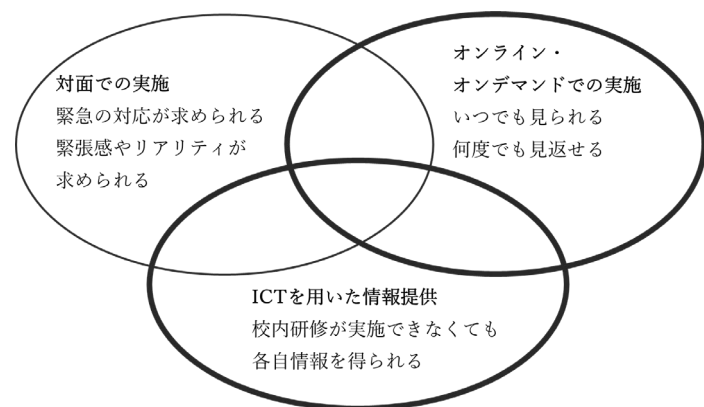 対面での実施
緊急の対応が求められる
緊張感やリアリティが
求められる
オンライン・
オンデマンドでの実施
いつでも見られる
何度でも見返せる
ICTを用いた情報提供
校内研修が実施できなくても
各自情報を得られる